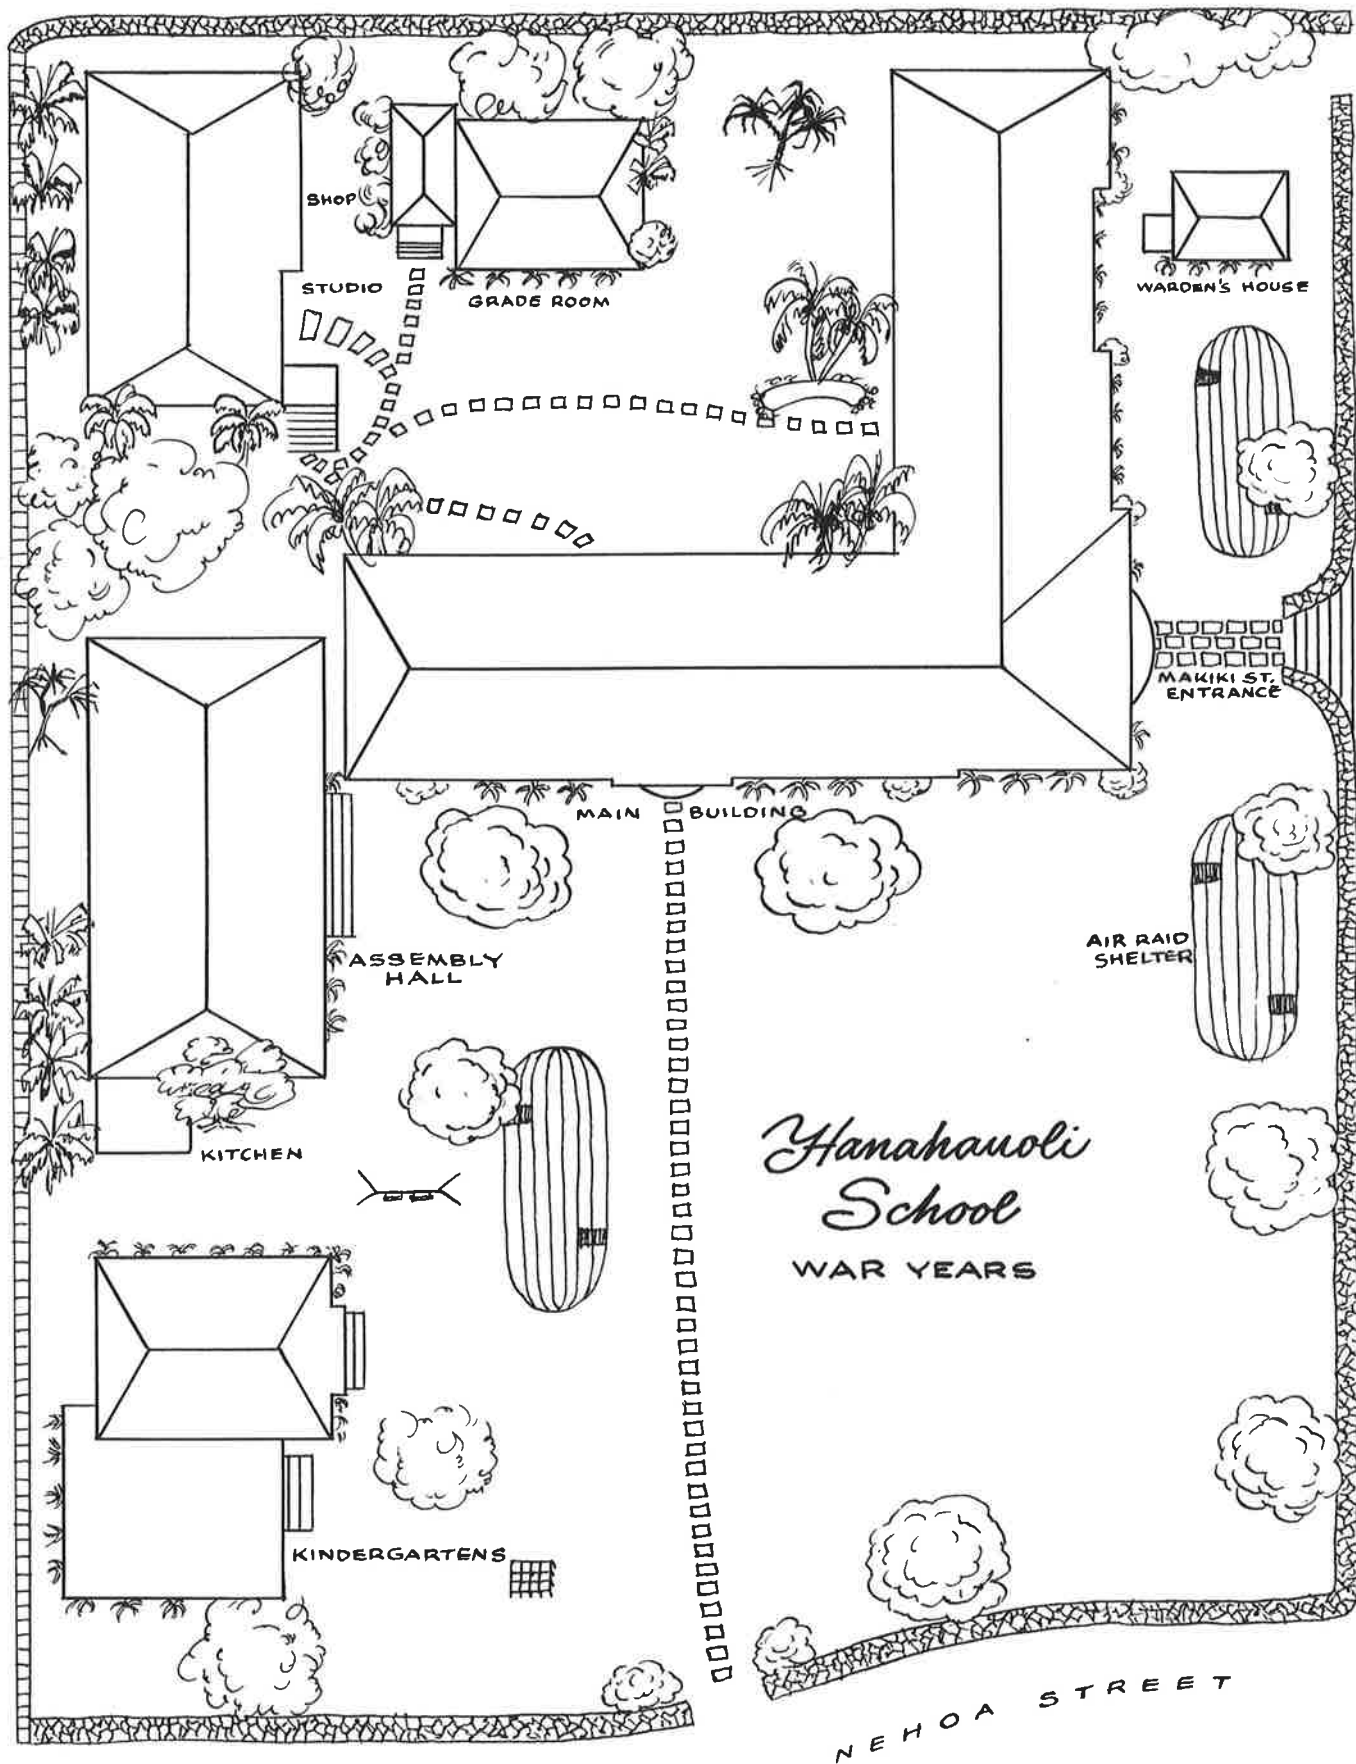 SHOP
STUDIO
GRADE ROOM
WARDEN'S HOUSE
MAKIKI ST.
ENTRANCE
MAIN BUILDING
ASSEMBLY
HALL
AIR RAID
SHELTER
KITCHEN
Hanahauoli
School
WAR YEARS
KINDERGARTENS
NEHOA STREET